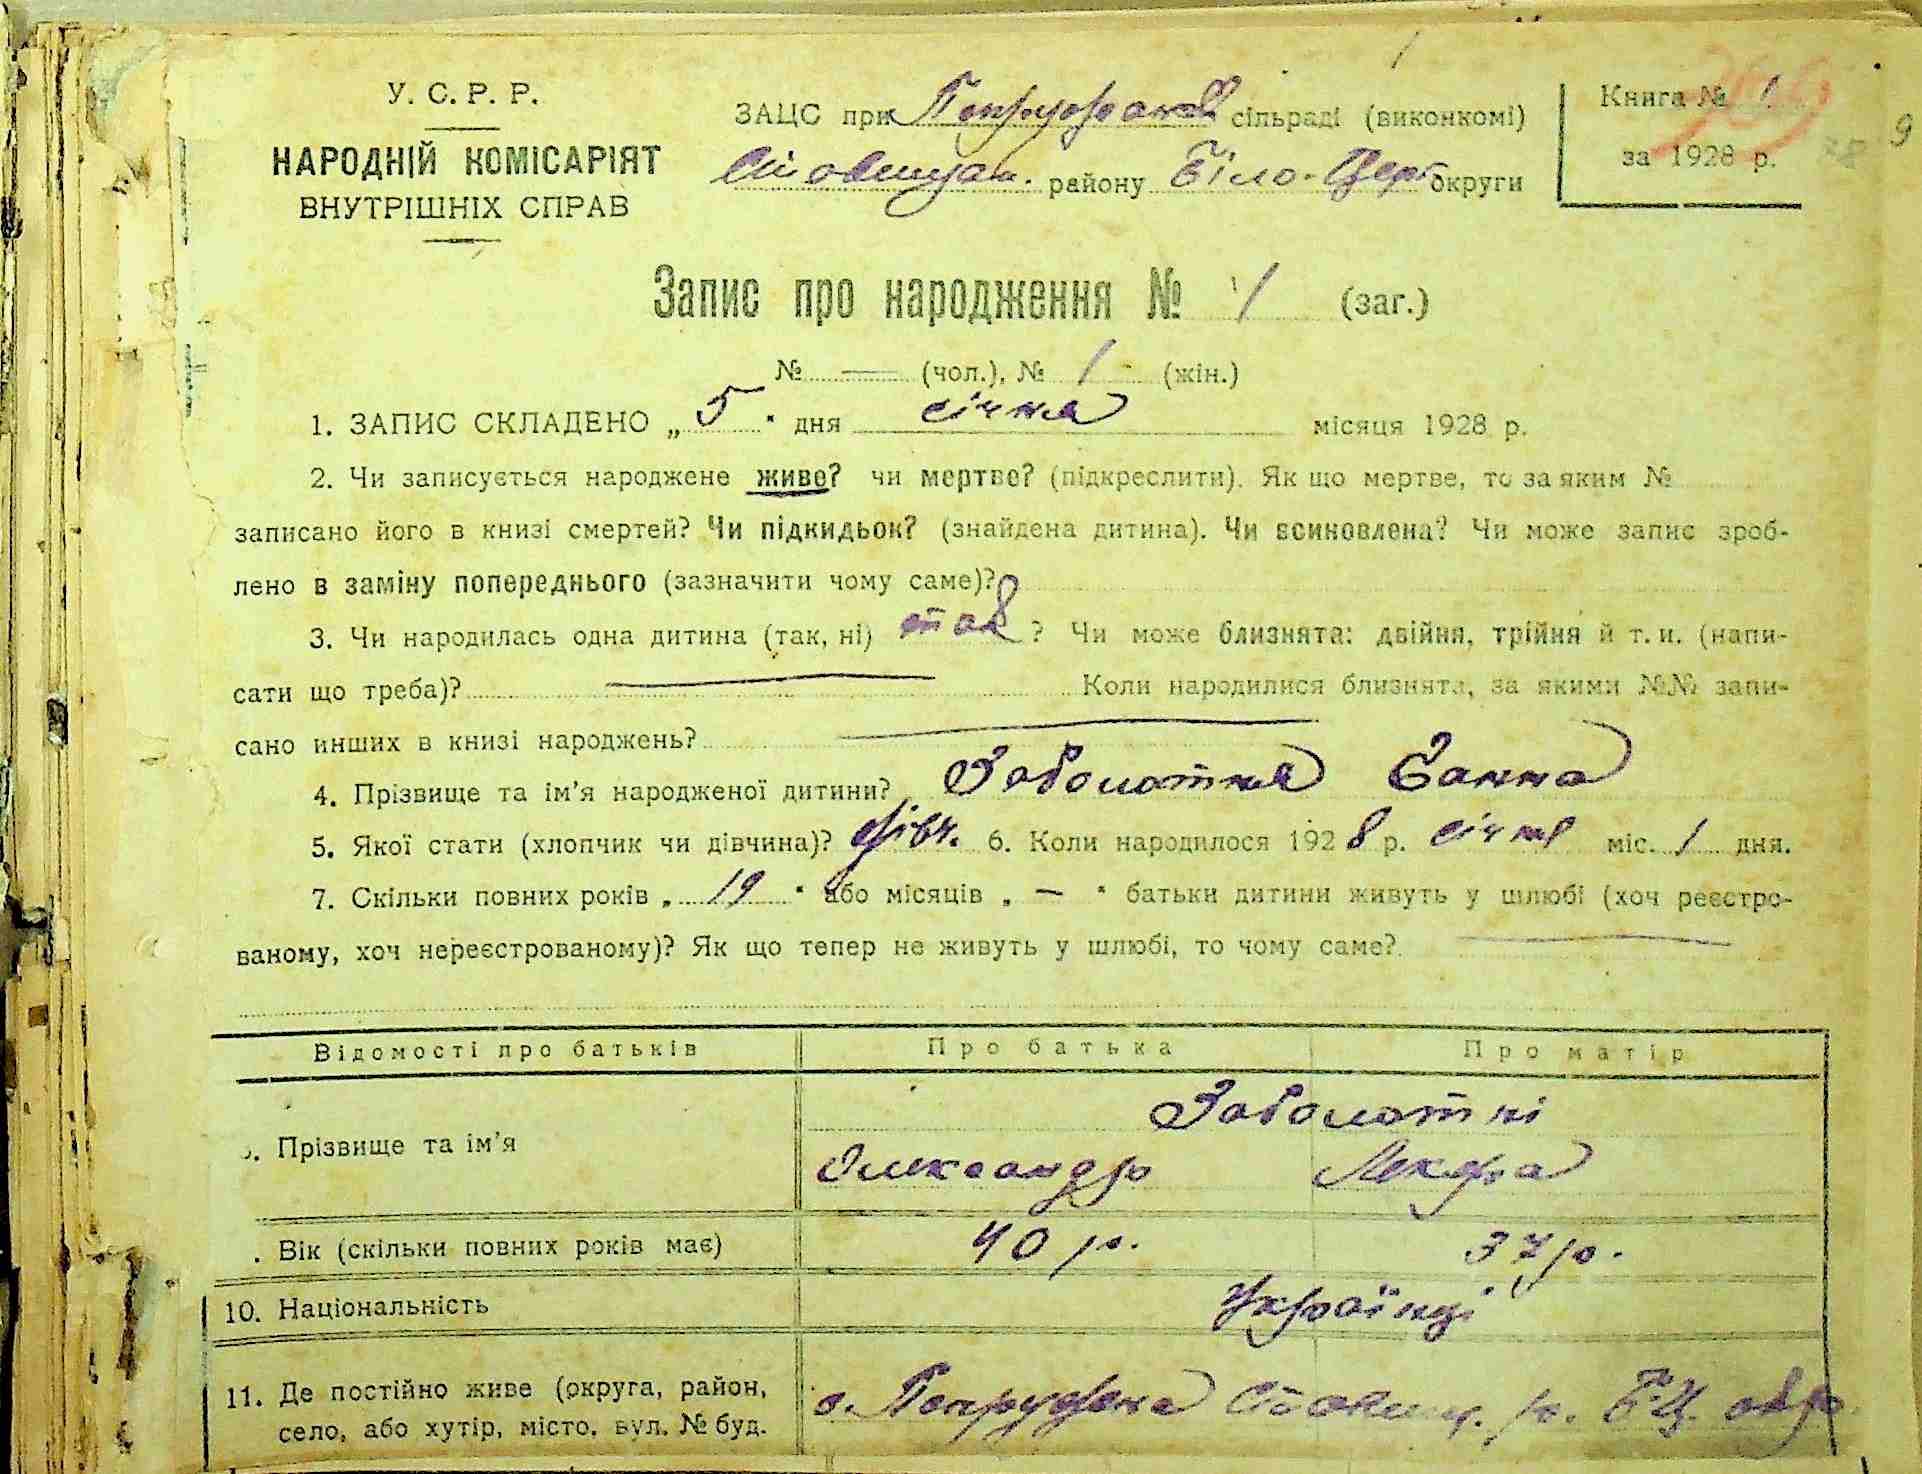 У. С. Р. Р.
НАРОДНІЙ КОМІСАРІЯТ
ВНУТРІШНІХ СПРАВ
ЗАЦС при сільраді (виконкомі)
району Біло-Церк округи
Книга № 1
за 1928 р.
9
Запис про народження № 1 (заг.)
№ — (чол.), № 1 (жін.)
1. ЗАПИС СКЛАДЕНО „ 5 " дня січня місяця 1928 р.
2. Чи записується народжене живе? чи мертве? (підкреслити). Як що мертве, то за яким №
записано його в книзі смертей? Чи підкидьок? (знайдена дитина). Чи всиновлена? Чи може запис зроб-
лено в заміну попереднього (зазначити чому саме)?
3. Чи народилась одна дитина (так, ні) так ? Чи може близнята: двійня, трійня й т. и. (напи-
сати що треба)? — Коли народилися близнята, за якими №№ запи-
сано инших в книзі народжень? —
4. Прізвище та ім'я народженої дитини? Заболотня Ганна
5. Якої стати (хлопчик чи дівчина)? дівч. 6. Коли народилося 1928 р. січня міс. 1 дня.
7. Скільки повних років „ 19 " або місяців „ — " батьки дитини живуть у шлюбі (хоч реєстро-
ваному, хоч нереєстрованому)? Як що тепер не живуть у шлюбі, то чому саме? —
Відомості про батьків Про батька Про матір
Заболотні
. Прізвище та ім'я Олександр
. Вік (скільки повних років має) 40 р. 37 р.
10. Національність Українці
11. Де постійно живе (округа, район, с. Попружна Ставищ. р. Б-Ц. окр.
село, або хутір, місто, вул. № буд.